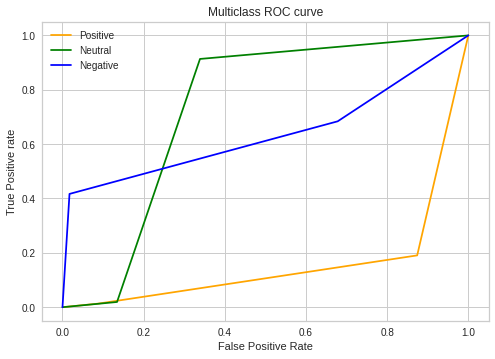 Multiclass ROC curve
Positive
Neutral
Negative
True Positive rate
1.0
0.8
0.6
0.4
0.2
0.0
0.0 0.2 0.4 0.6 0.8 1.0
False Positive Rate